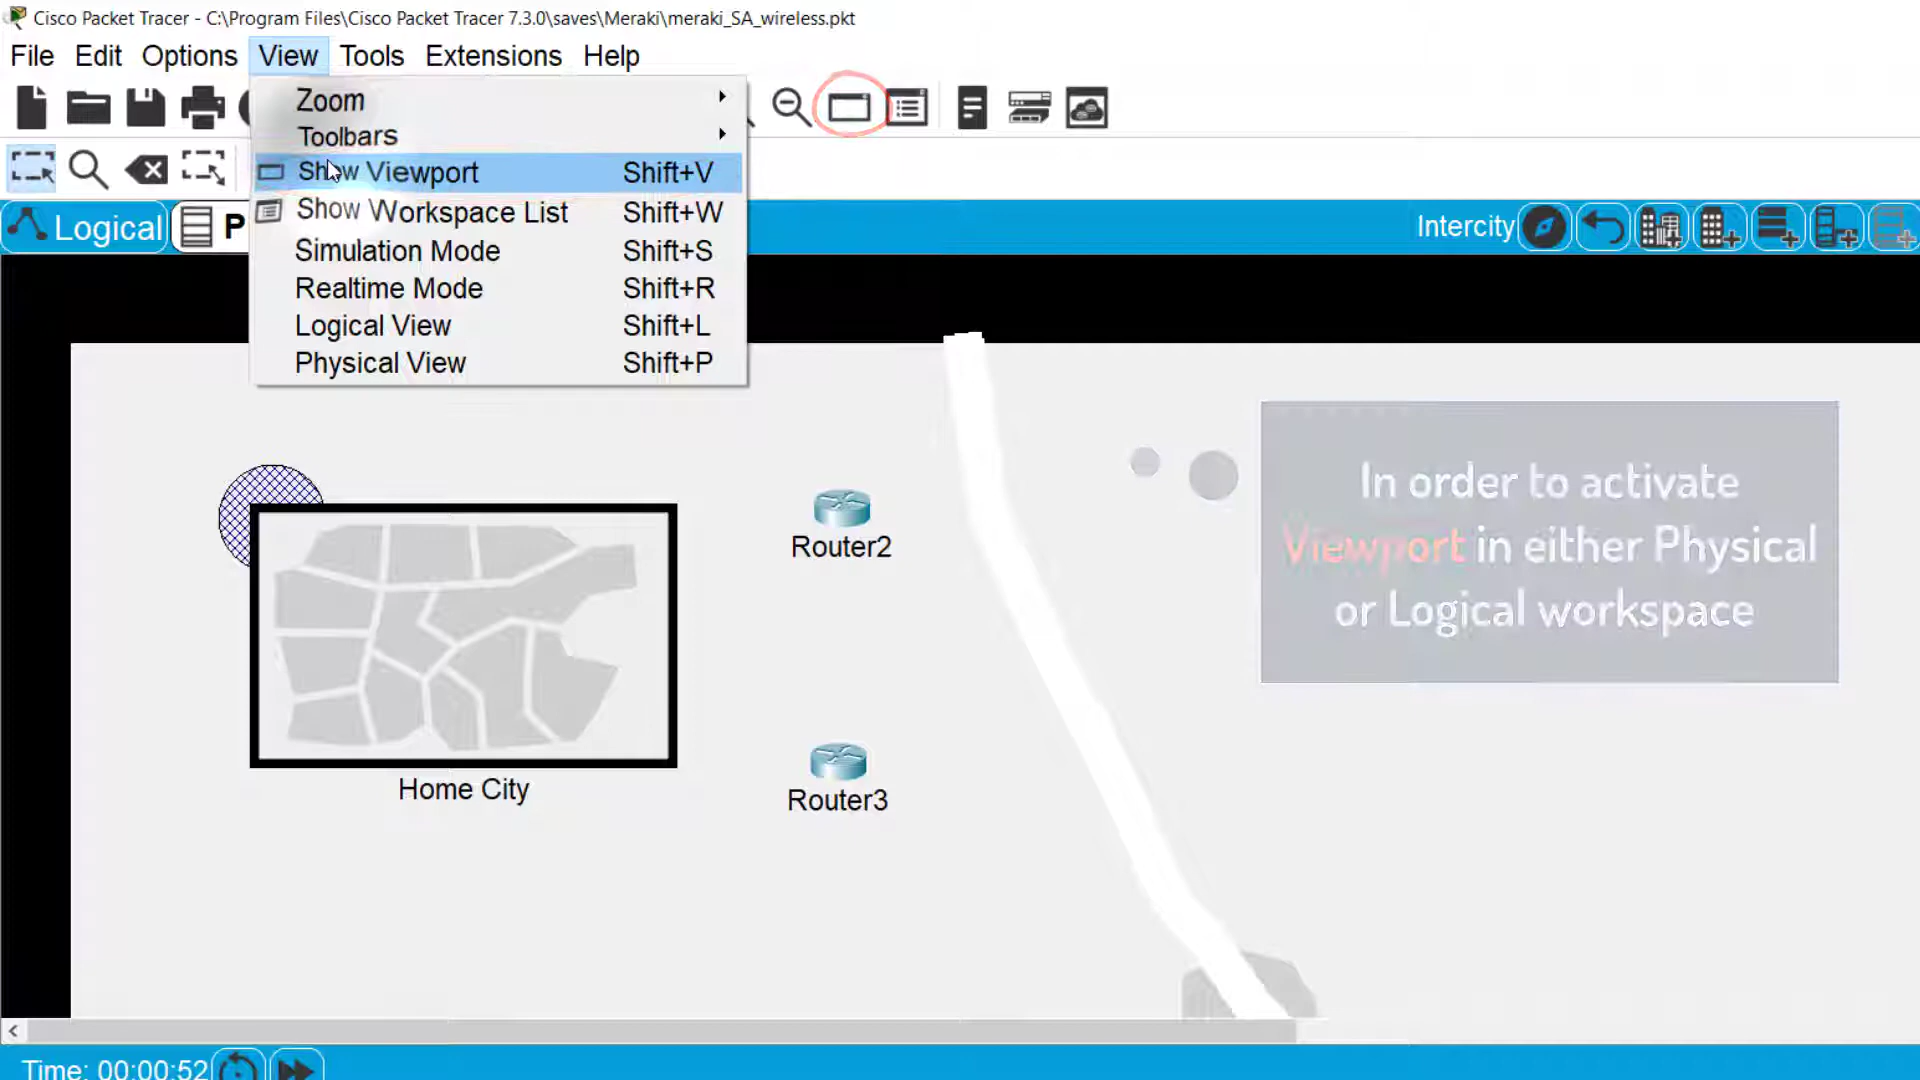 Cisco Packet Tracer - C:\Program Files\Cisco Packet Tracer 7.3.0\saves\Meraki\meraki_SA_wireless.pkt
File Edit Options View Tools Extensions Help
Zoom
Toolbars
Show Viewport Shift+V
Show Workspace List Shift+W
Simulation Mode Shift+S
Realtime Mode Shift+R
Logical View Shift+L
Physical View Shift+P
Logical P
Intercity
In order to activate
Viewport in either Physical
or Logical workspace
Router2
Home City
Router3
Time: 00:00:52